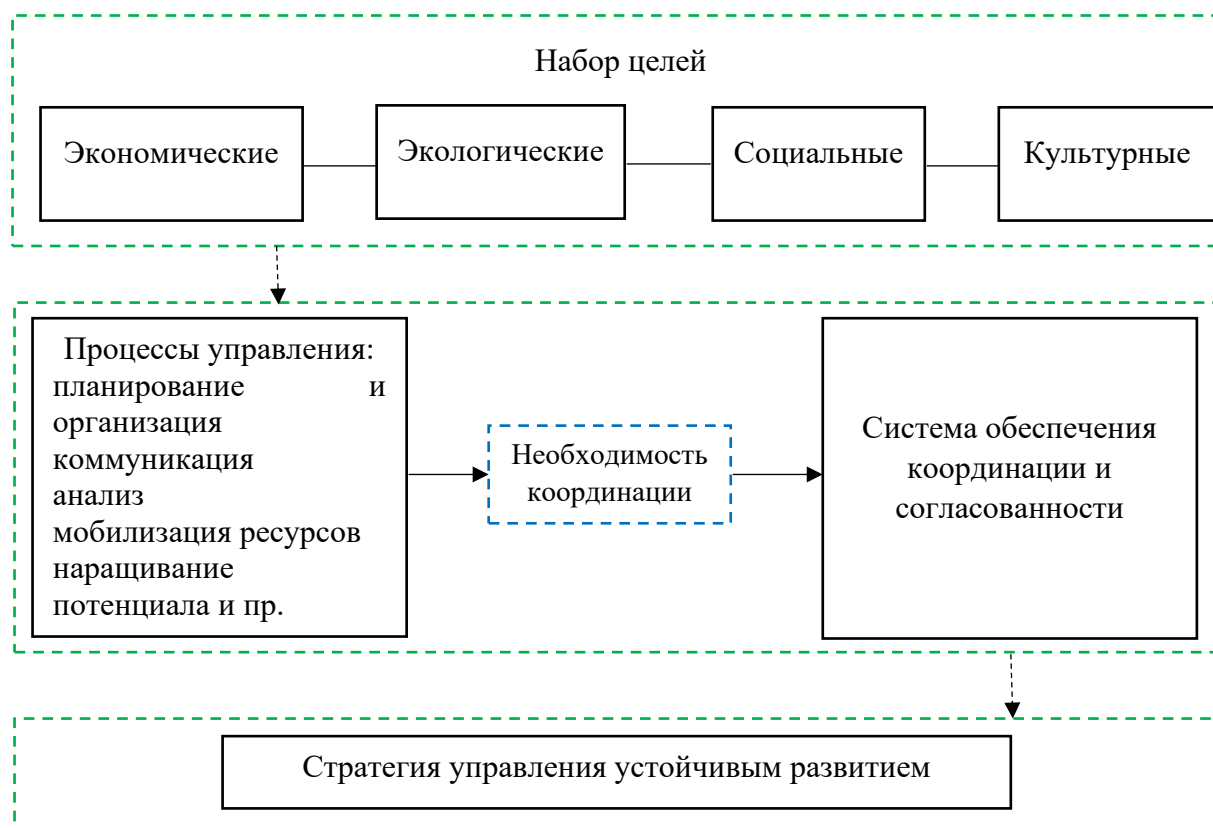 Набор целей
Экономические
Экологические
Социальные
Культурные
Процессы управления:
планирование и
организация
коммуникация
анализ
мобилизация ресурсов
наращивание
потенциала и пр.
Необходимость
координации
Система обеспечения
координации и
согласованности
Стратегия управления устойчивым развитием